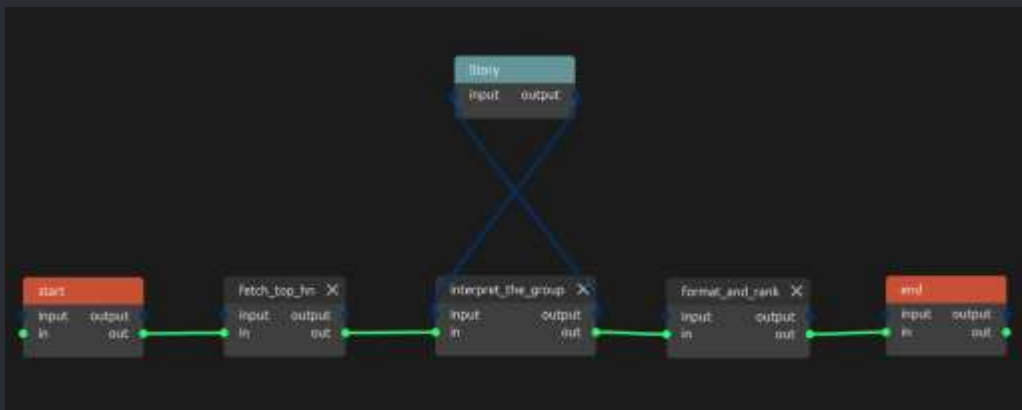 Story
input output
start
input output
in out
fetch_top_hn X
input output
in out
interpret_the_group X
input output
in out
format_and_rank X
input output
in out
end
input output
in out